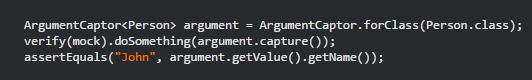 ArgumentCaptor<Person> argument = ArgumentCaptor.forClass(Person.class);
verify(mock).doSomething(argument.capture());
assertEquals("John", argument.getValue().getName());